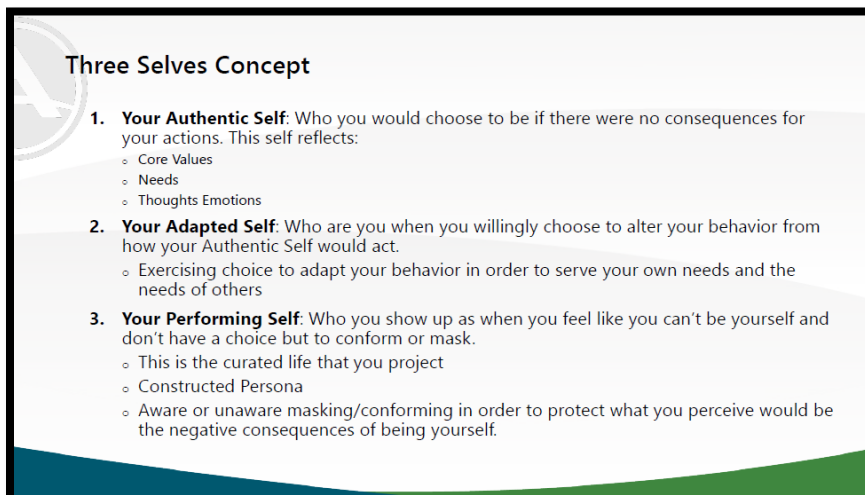 Three Selves Concept
1. Your Authentic Self: Who you would choose to be if there were no consequences for
your actions. This self reflects:
○ Core Values
○ Needs
○ Thoughts Emotions
2. Your Adapted Self: Who are you when you willingly choose to alter your behavior from
how your Authentic Self would act.
○ Exercising choice to adapt your behavior in order to serve your own needs and the
needs of others
3. Your Performing Self: Who you show up as when you feel like you can't be yourself and
don't have a choice but to conform or mask.
○ This is the curated life that you project
○ Constructed Persona
○ Aware or unaware masking/conforming in order to protect what you perceive would be
the negative consequences of being yourself.